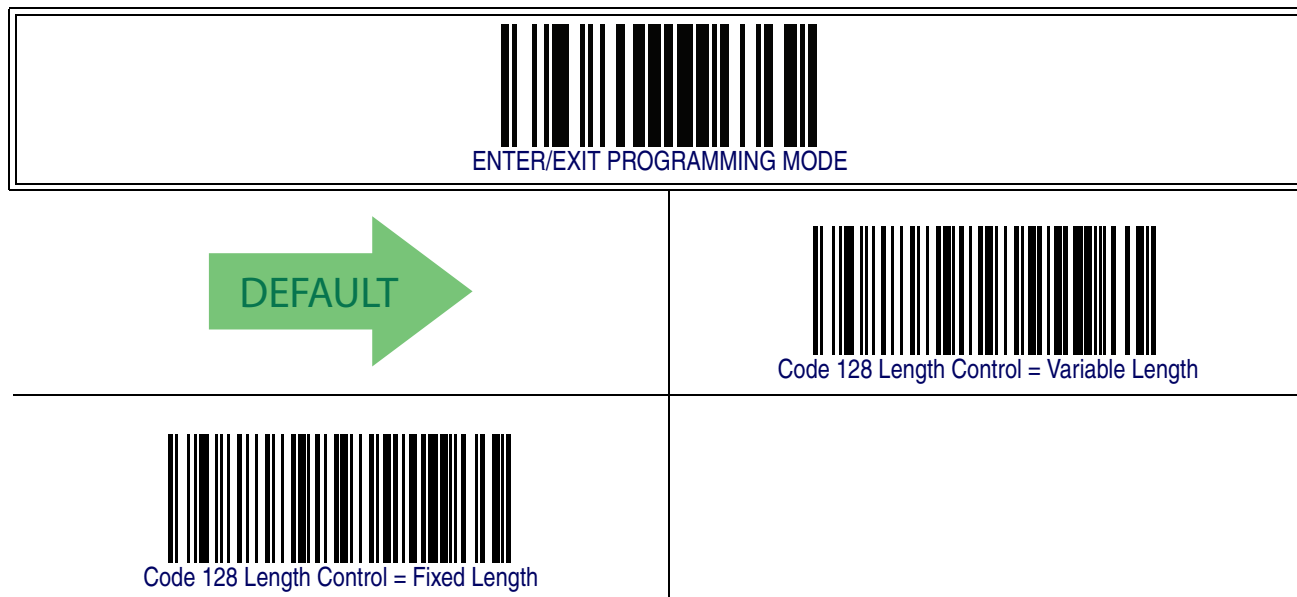 ENTER/EXIT PROGRAMMING MODE
DEFAULT
Code 128 Length Control = Variable Length
Code 128 Length Control = Fixed Length